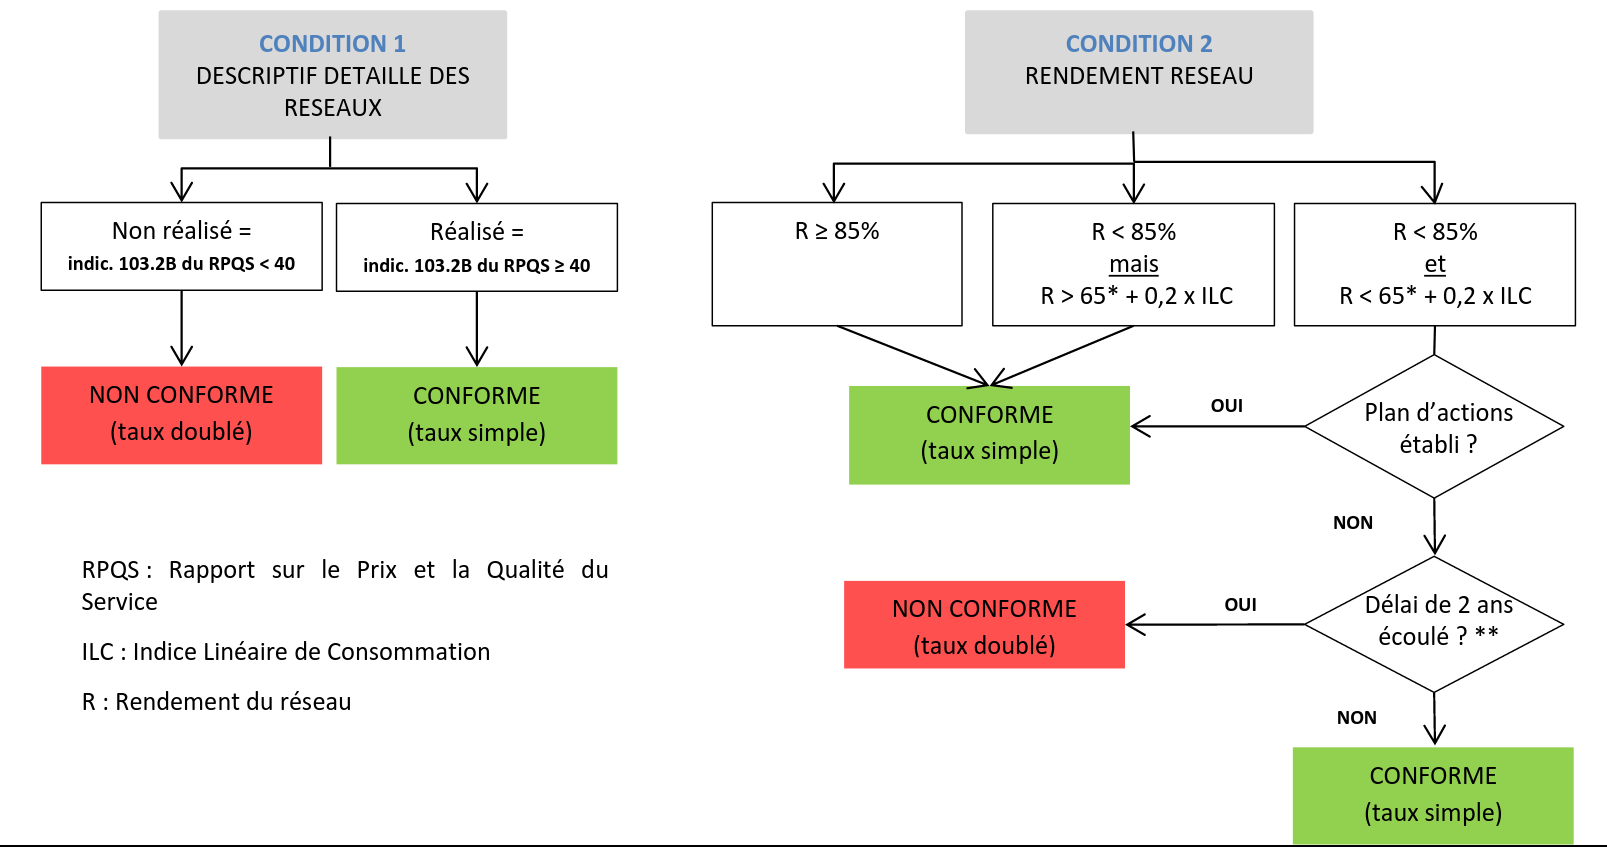 CONDITION 1
DESCRIPTIF DETAILLE DES
RESEAUX
Non réalisé =
indic. 103.2B du RPQS < 40
Réalisé =
indic. 103.2B du RPQS ≥ 40
NON CONFORME
(taux doublé)
CONFORME
(taux simple)
RPQS : Rapport sur le Prix et la Qualité du
Service
ILC : Indice Linéaire de Consommation
R : Rendement du réseau
CONDITION 2
RENDEMENT RESEAU
R ≥ 85%
R < 85%
mais
R > 65* + 0,2 x ILC
R < 85%
et
R < 65* + 0,2 x ILC
CONFORME
(taux simple)
OUI
Plan d’actions
établi ?
NON
NON CONFORME
(taux doublé)
OUI
Délai de 2 ans
écoulé ? **
NON
CONFORME
(taux simple)